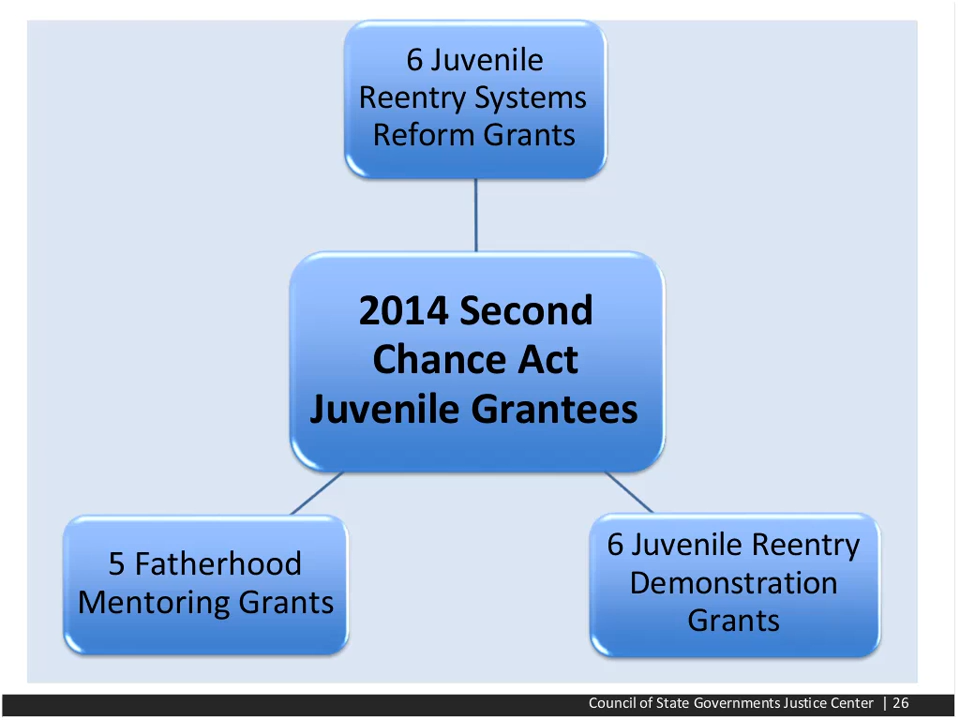 6 Juvenile
Reentry Systems
Reform Grants
2014 Second
Chance Act
Juvenile Grantees
5 Fatherhood
Mentoring Grants
6 Juvenile Reentry
Demonstration
Grants
Council of State Governments Justice Center | 26